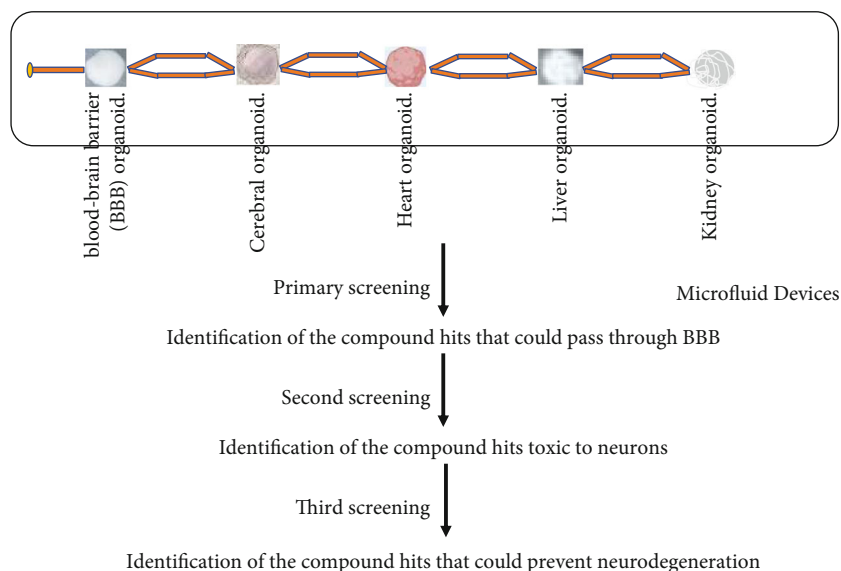 blood-brain barrier
(BBB) organoid.
Cerebral organoid.
Heart organoid.
Liver organoid.
Kidney organoid.
Primary screening
Microfluid Devices
Identification of the compound hits that could pass through BBB
Second screening
Identification of the compound hits toxic to neurons
Third screening
Identification of the compound hits that could prevent neurodegeneration